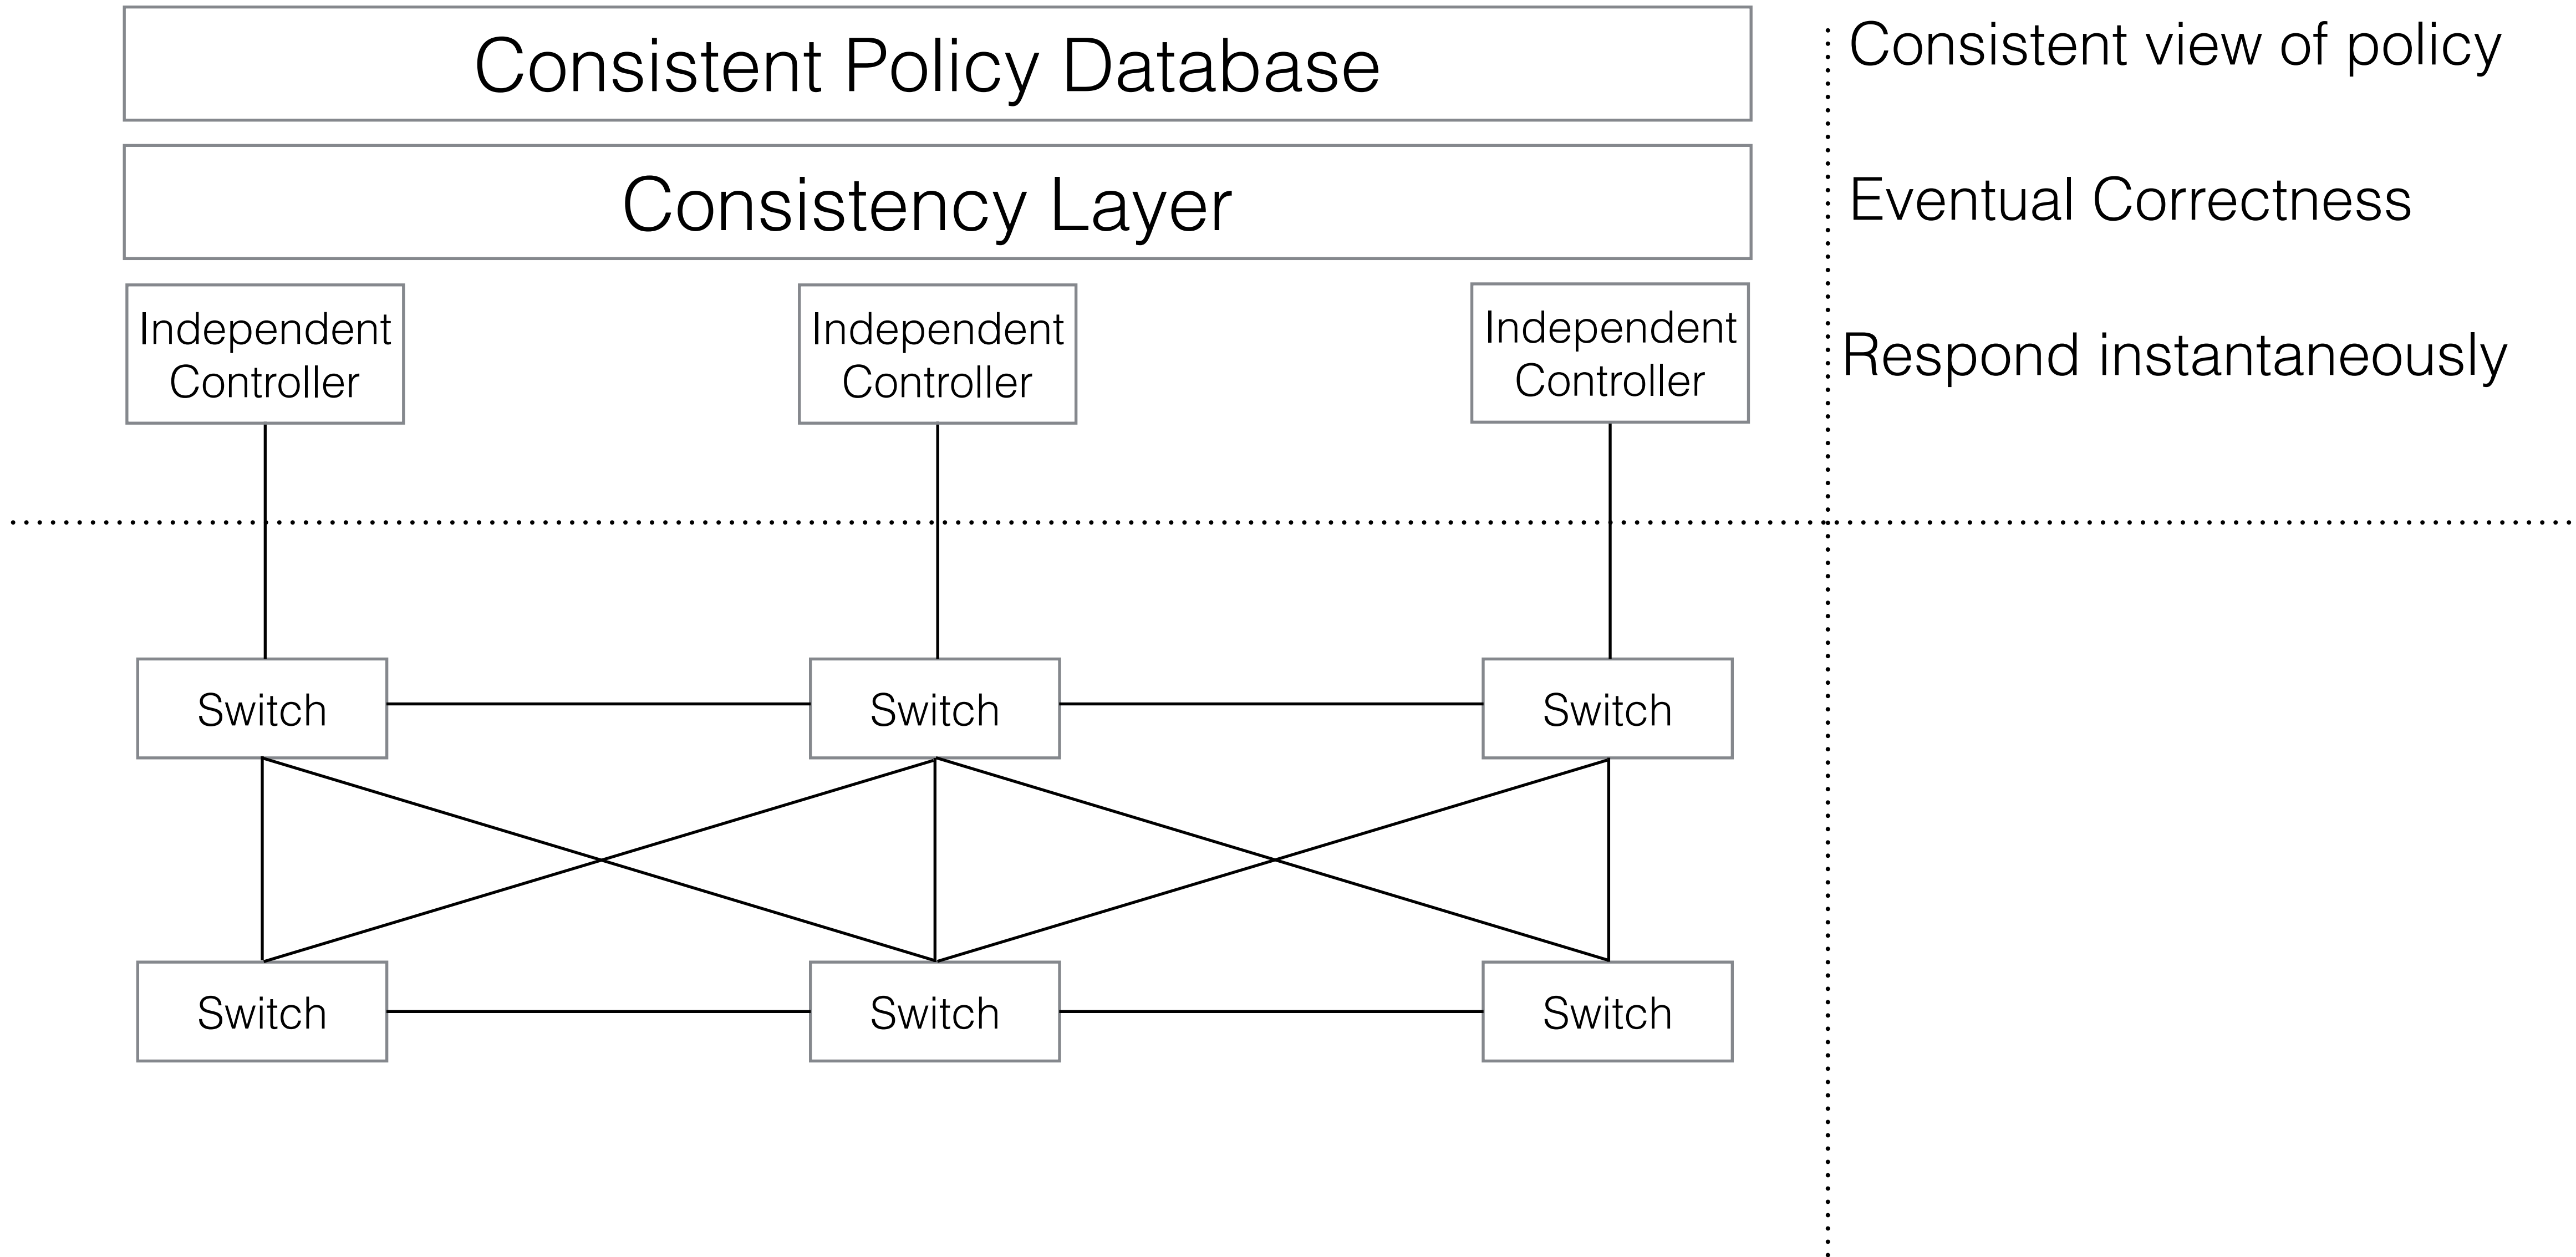 Consistent Policy Database
Consistent view of policy
Consistency Layer
Eventual Correctness
Independent
Controller
Independent
Controller
Independent
Controller
Respond instantaneously
Switch
Switch
Switch
Switch
Switch
Switch